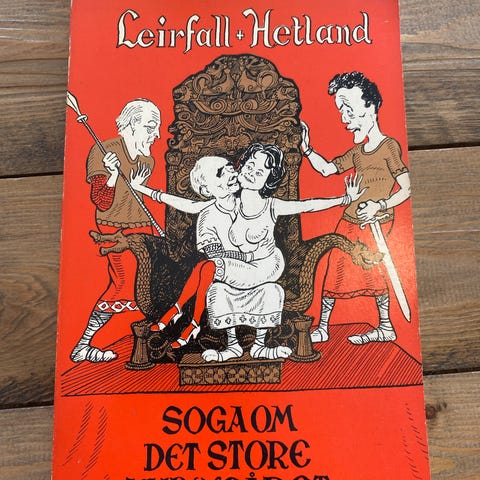 Leirfall + Hetland
SOGA OM
DET STORE